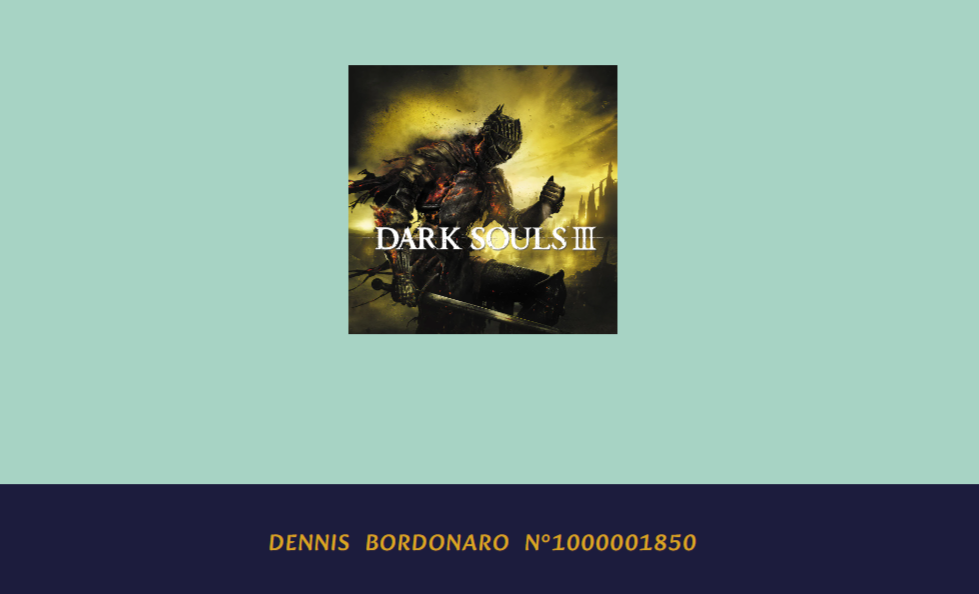 DARK SOULS III
DENNIS BORDONARO N°1000001850